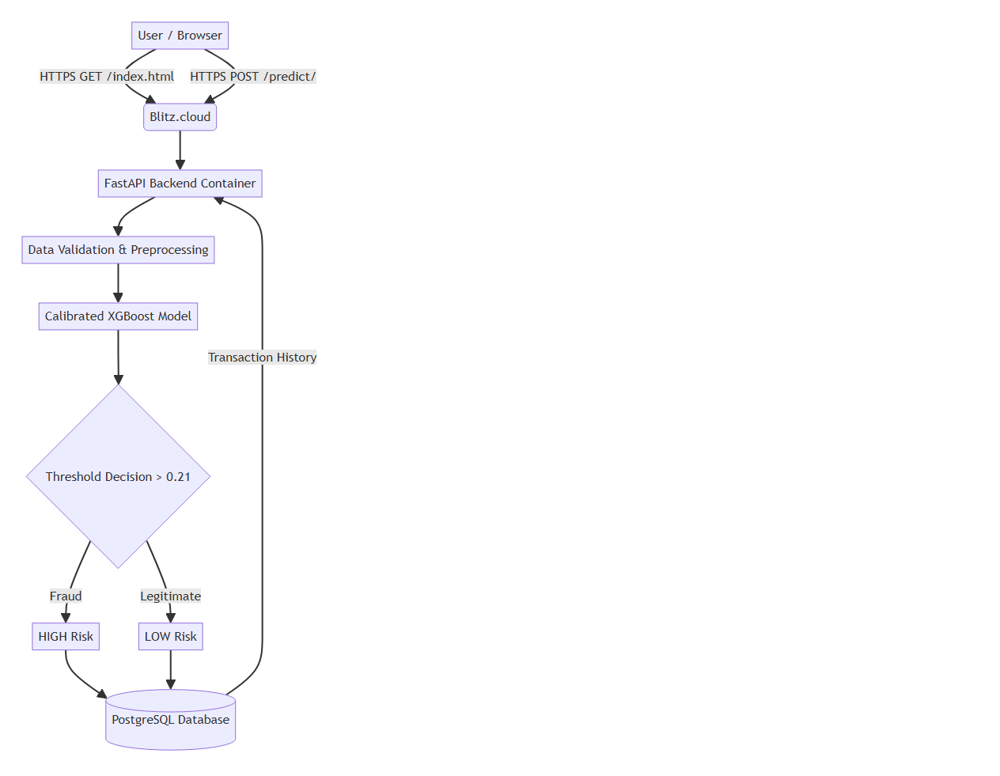 User / Browser
HTTPS GET /index.html
HTTPS POST /predict/
Blitz.cloud
FastAPI Backend Container
Data Validation & Preprocessing
Calibrated XGBoost Model
Transaction History
Threshold Decision > 0.21
Fraud
Legitimate
HIGH Risk
LOW Risk
PostgreSQL Database